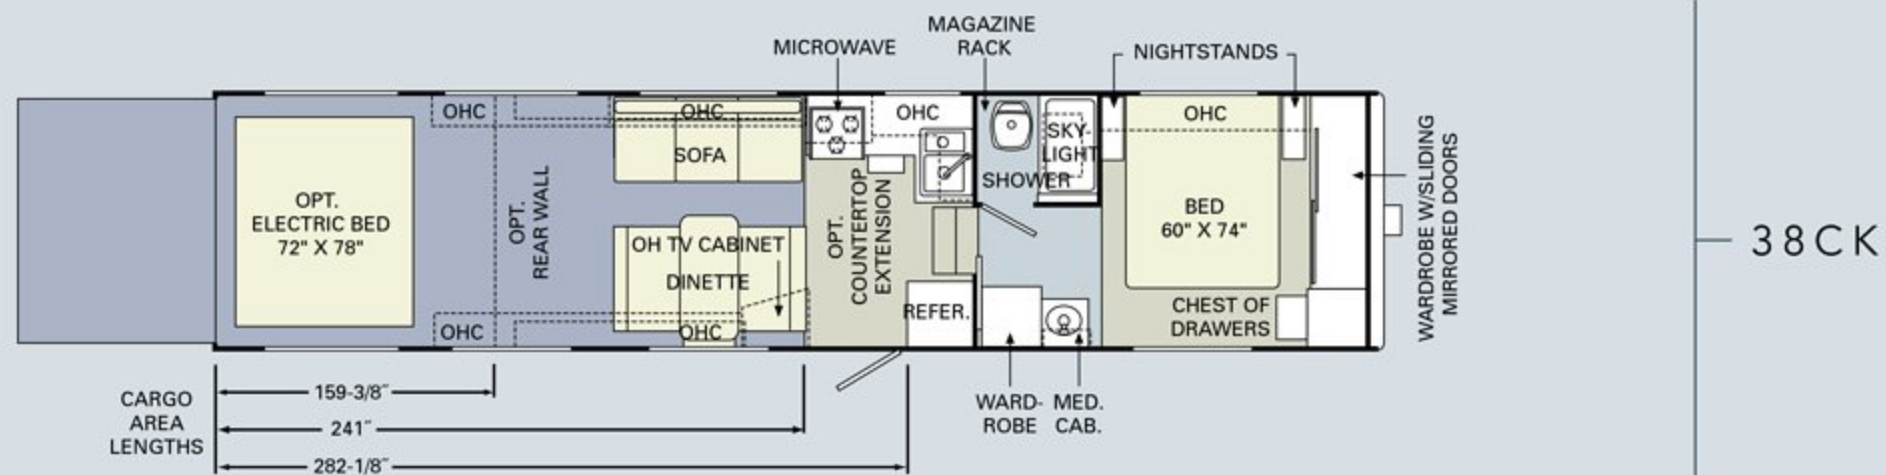 MAGAZINE
RACK
MICROWAVE
NIGHTSTANDS
OHC
OHC
OHC
OHC
SOFA
SKY-
LIGHT
SHOWER
OPT.
ELECTRIC BED
72" X 78"
OPT.
REAR WALL
OH TV CABINET
DINETTE
OPT.
COUNTERTOP
EXTENSION
BED
60" X 74"
WARDROBE W/SLIDING
MIRRORED DOORS
38CK
REFER.
CHEST OF
DRAWERS
OHC
OHC
159-3/8"
CARGO
AREA
LENGTHS
241"
282-1/8"
WARD-
ROBE
MED.
CAB.